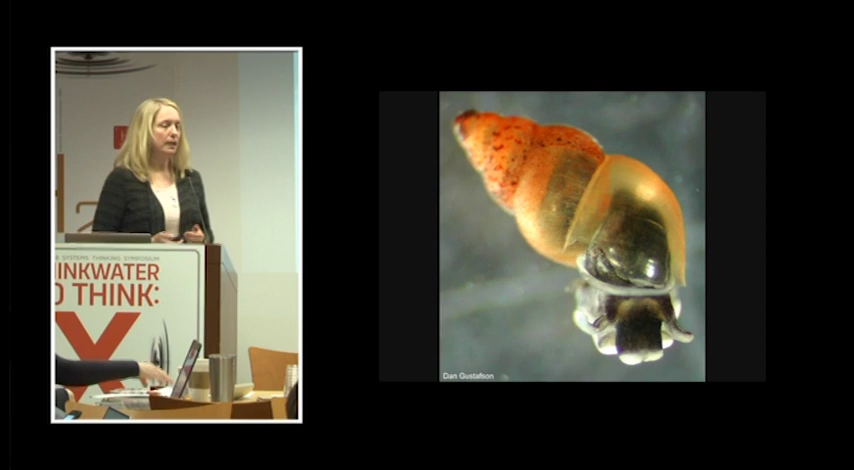 SYSTEMS THINKING SYMPOSIUM
INKWATER
O THINK:
X
Dan Gustafson